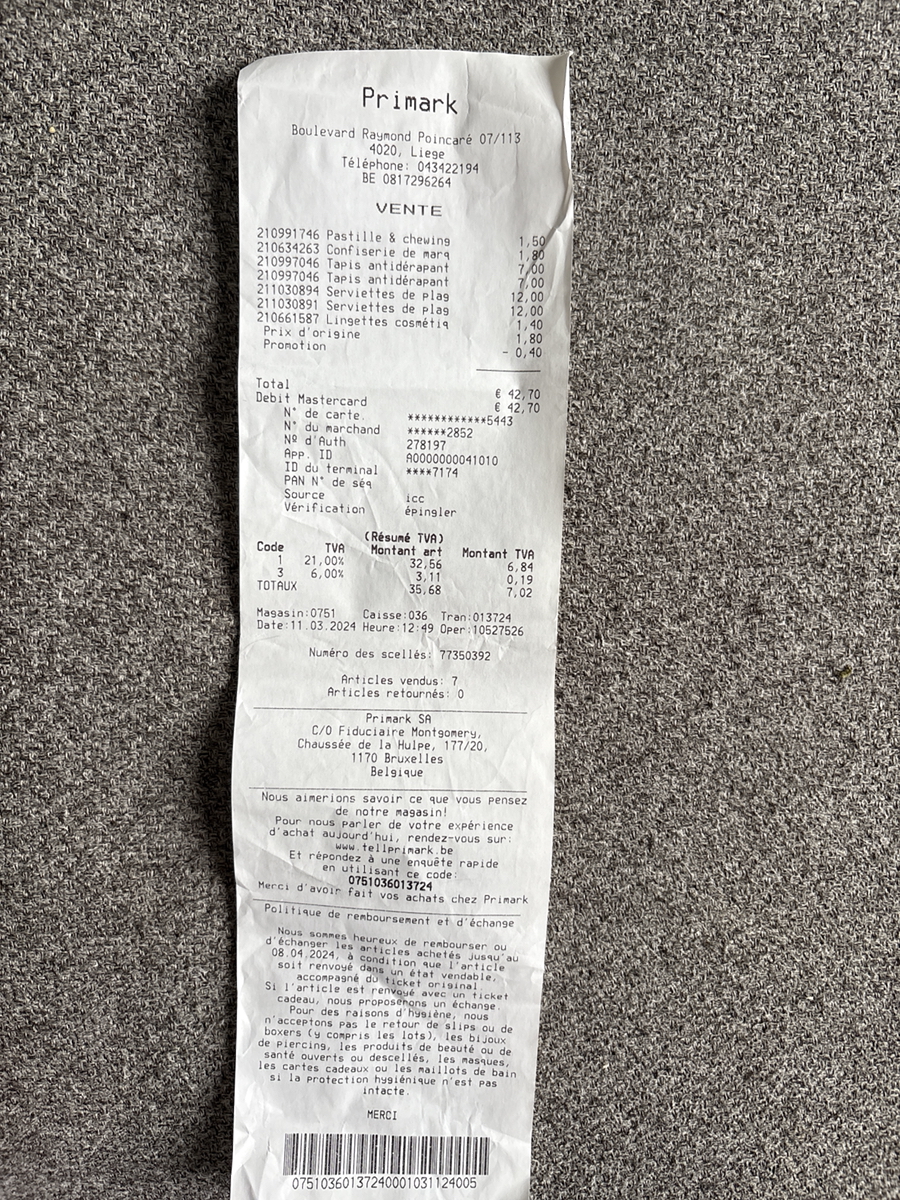 Primark
Boulevard Raymond Poincaré 07/113
4020, Liege
Téléphone: 043422194
BE 0817296264
VENTE
210991746 Pastille & chewing 1,50
210634263 Confiserie de marq 1,80
210997046 Tapis antidérapant 7,00
210997046 Tapis antidérapant 7,00
211030894 Serviettes de plag 12,00
211030891 Serviettes de plag 12,00
210661587 Lingettes cosmétiq 1,40
Prix d'origine 1,80
Promotion - 0,40
Total € 42,70
Debit Mastercard € 42,70
N° de carte. ************5443
N° du marchand ******2852
Nº d'Auth 278197
App. ID A0000000041010
ID du terminal ****7174
PAN N° de séq
Source icc
Vérification épingler
(Résumé TVA)
Code TVA Montant art Montant TVA
1 21,00% 32,56 6,84
3 6,00% 3,11 0,19
TOTAUX 35,68 7,02
Magasin:0751 Caisse:036 Tran:013724
Date:11.03.2024 Heure:12:49 Oper:10527526
Numéro des scellés: 77350392
Articles vendus: 7
Articles retournés: 0
Primark SA
C/O Fiduciaire Montgomery,
Chaussée de la Hulpe, 177/20,
1170 Bruxelles
Belgique
Nous aimerions savoir ce que vous pensez
de notre magasin!
Pour nous parler de votre expérience
d'achat aujourd'hui, rendez-vous sur:
www.tellprimark.be
Et répondez à une enquête rapide
en utilisant ce code:
0751036013724
Merci d'avoir fait vos achats chez Primark
Politique de remboursement et d'échange
Nous sommes heureux de rembourser ou
d'échanger les articles achetés jusqu'au
08.04.2024, à condition que l'article
soit renvoyé dans un état vendable,
accompagné du ticket original.
Si l'article est renvoyé avec un ticket
cadeau, nous proposerons un échange.
Pour des raisons d'hygiène, nous
n'acceptons pas le retour de slips ou de
boxers (y compris les lots), les bijoux
de piercing, les produits de beauté ou de
santé ouverts ou descellés, les masques,
les cartes cadeaux ou les maillots de bain
si la protection hygiénique n'est pas
intacte.
MERCI
07510360137240001031124005